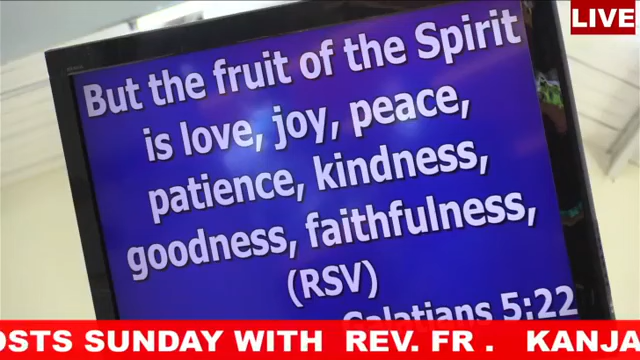 LIVE
But the fruit of the Spirit
is love, joy, peace,
patience, kindness,
goodness, faithfulness,
(RSV)
Galatians 5:22
OSTS SUNDAY WITH REV. FR . KANJA